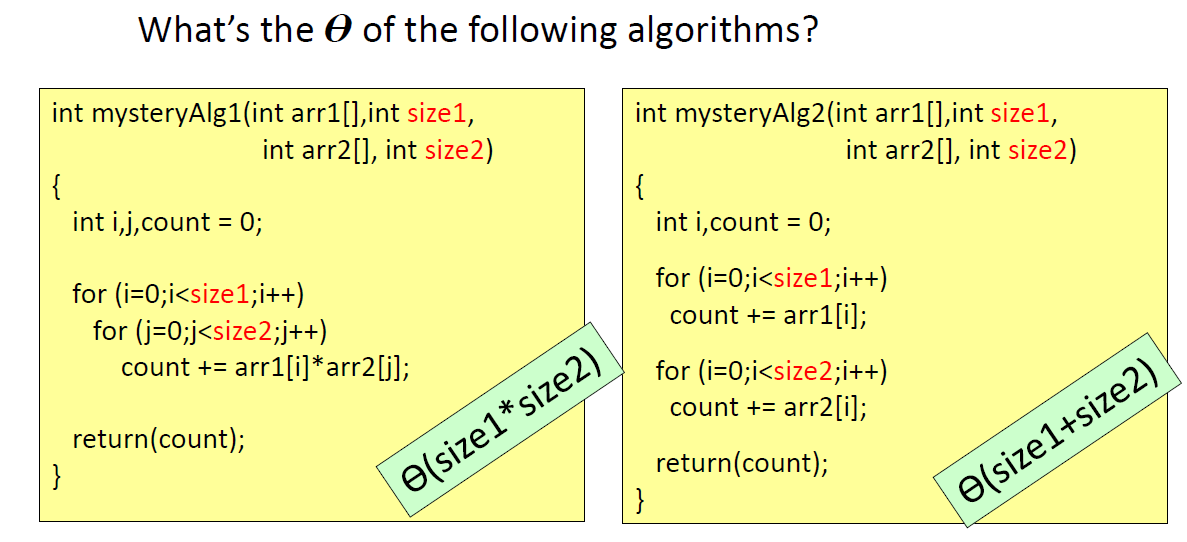 What's the Θ of the following algorithms?
int mysteryAlg1(int arr1[],int size1,
int arr2[], int size2)
{
int i,j,count = 0;
for (i=0;i<size1;i++)
for (j=0;j<size2;j++)
count += arr1[i]*arr2[j];
return(count);
}
Θ(size1*size2)
int mysteryAlg2(int arr1[],int size1,
int arr2[], int size2)
{
int i,count = 0;
for (i=0;i<size1;i++)
count += arr1[i];
for (i=0;i<size2;i++)
count += arr2[i];
return(count);
}
Θ(size1+size2)